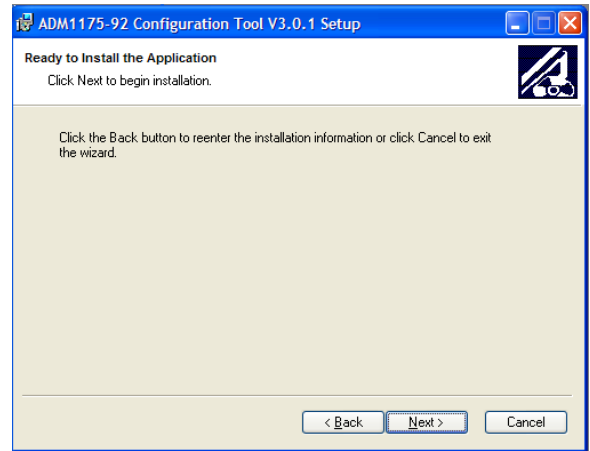 ADM1175-92 Configuration Tool V3.0.1 Setup
Ready to Install the Application
Click Next to begin installation.
Click the Back button to reenter the installation information or click Cancel to exit
the wizard.
< Back Next > Cancel